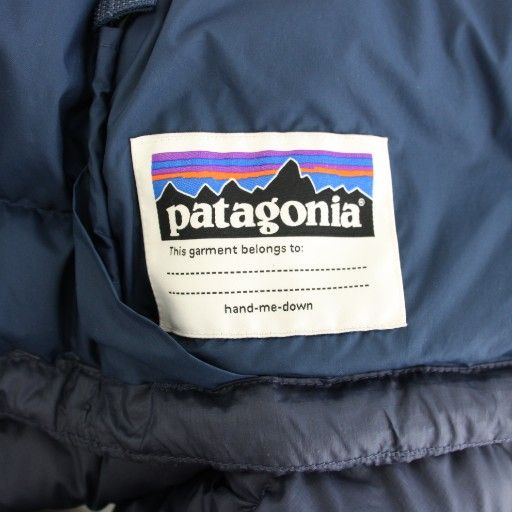 patagonia®
This garment belongs to:
hand-me-down